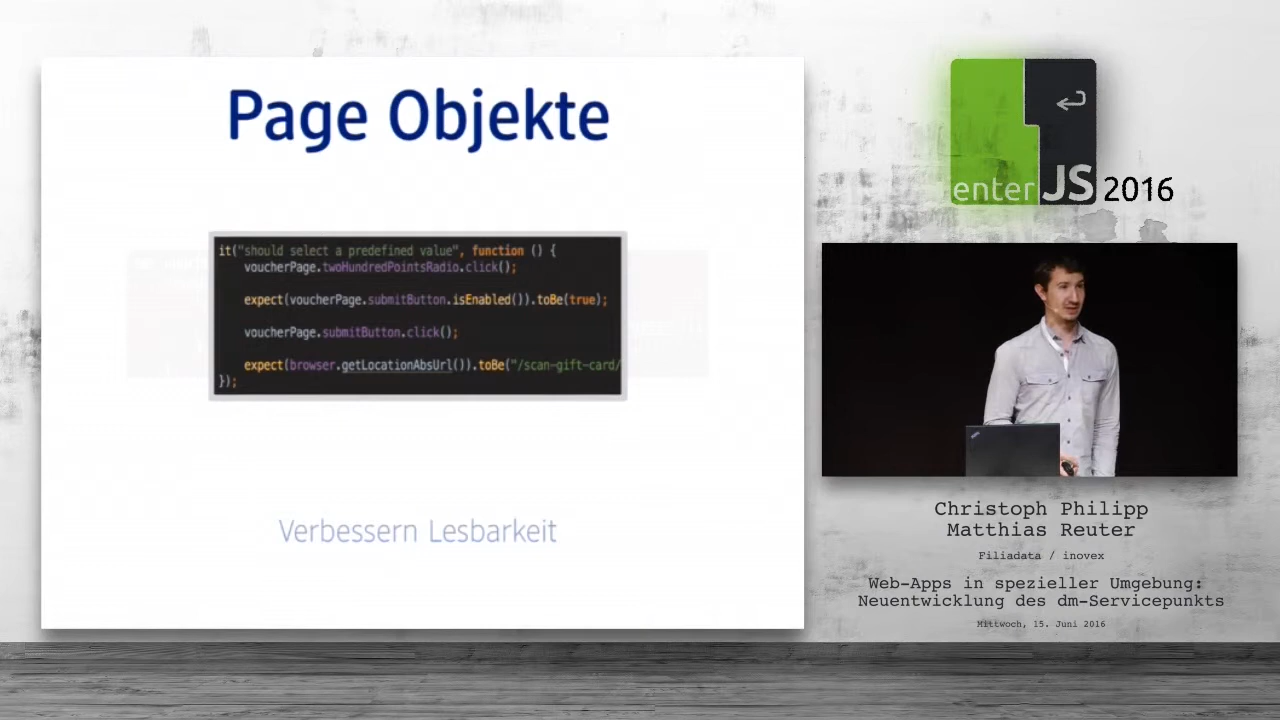 Page Objekte
it("should select a predefined value", function () {
voucherPage.twoHundredPointsRadio.click();
expect(voucherPage.submitButton.isEnabled()).toBe(true);
voucherPage.submitButton.click();
expect(browser.getLocationAbsUrl()).toBe("/scan-gift-card/
});
Verbessern Lesbarkeit
enter JS 2016
Christoph Philipp
Matthias Reuter
Filiadata / inovex
Web-Apps in spezieller Umgebung:
Neuentwicklung des dm-Servicepunkts
Mittwoch, 15. Juni 2016